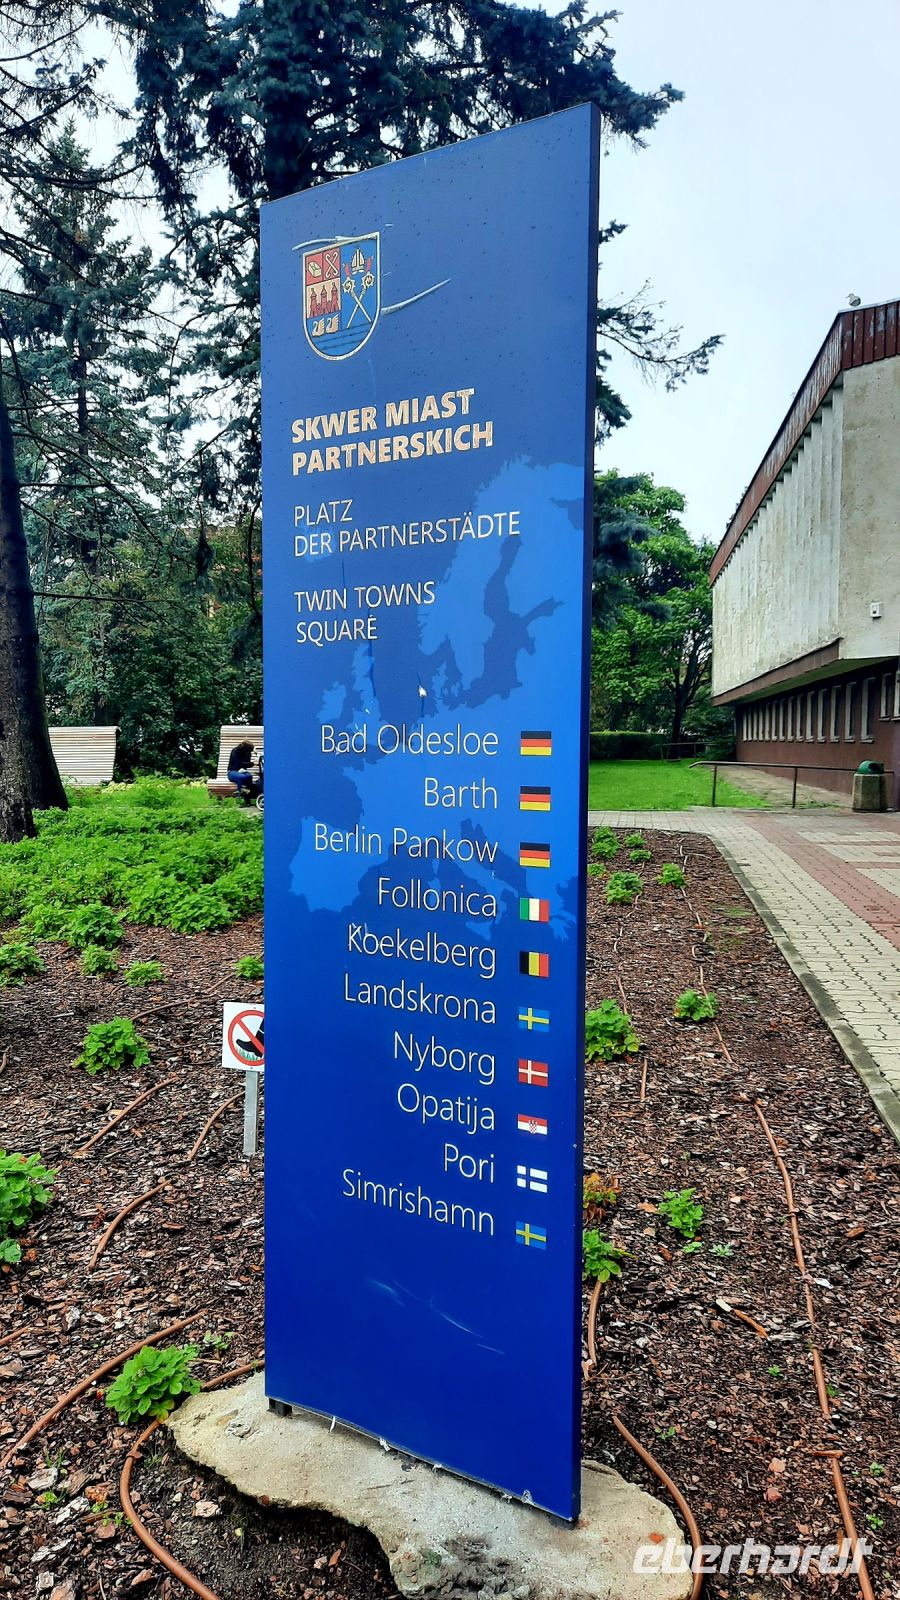 SKWER MIAST
PARTNERSKICH
PLATZ
DER PARTNERSTÄDTE
TWIN TOWNS
SQUARE
Bad Oldesloe
Barth
Berlin Pankow
Follonica
Koekelberg
Landskrona
Nyborg
Opatija
Pori
Simrishamn
eberhardt